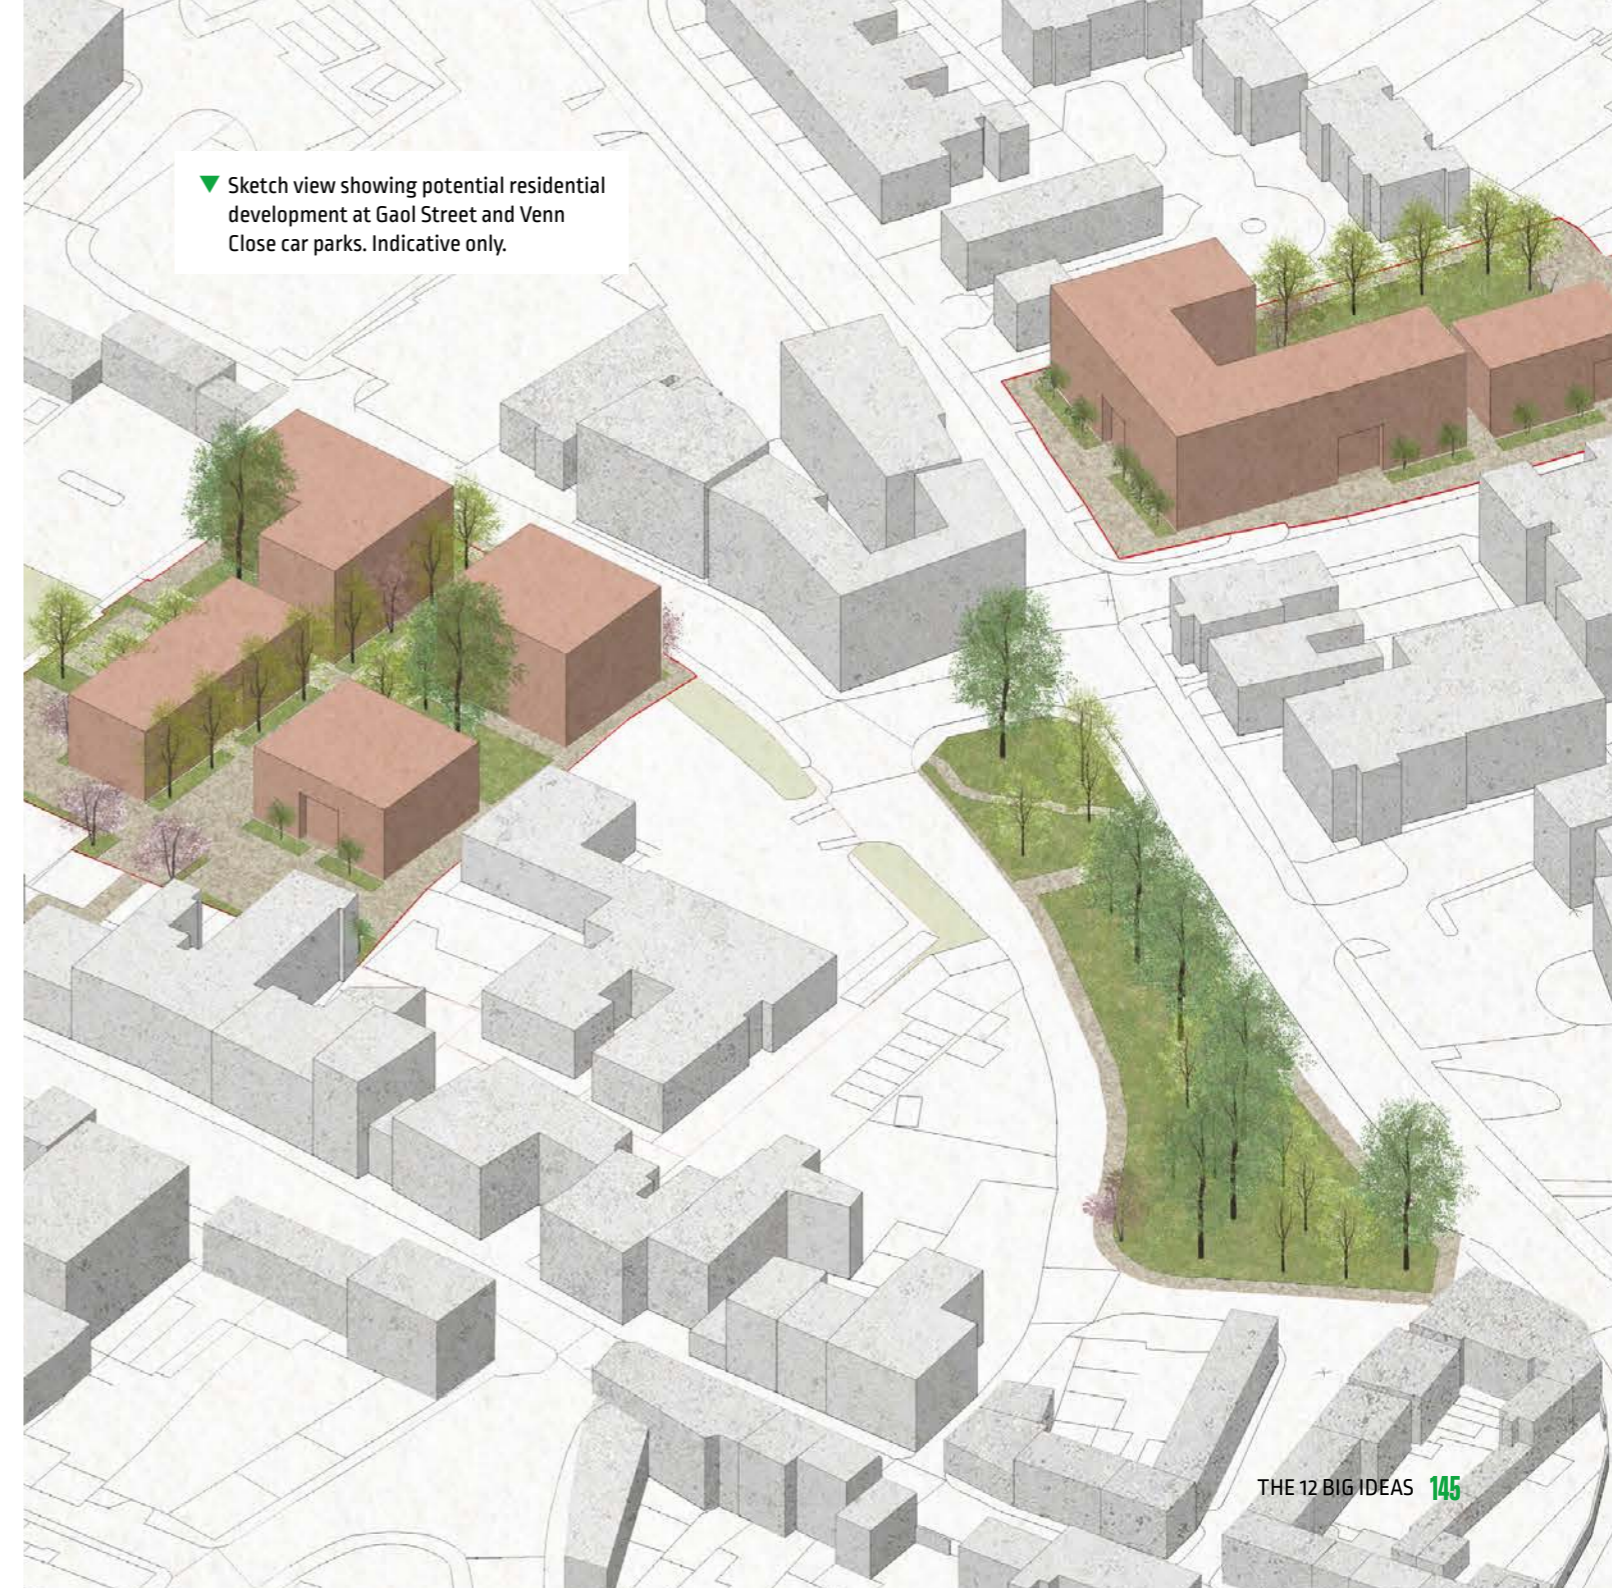 Sketch view showing potential residential
development at Gaol Street and Venn
Close car parks. Indicative only.
THE 12 BIG IDEAS 145